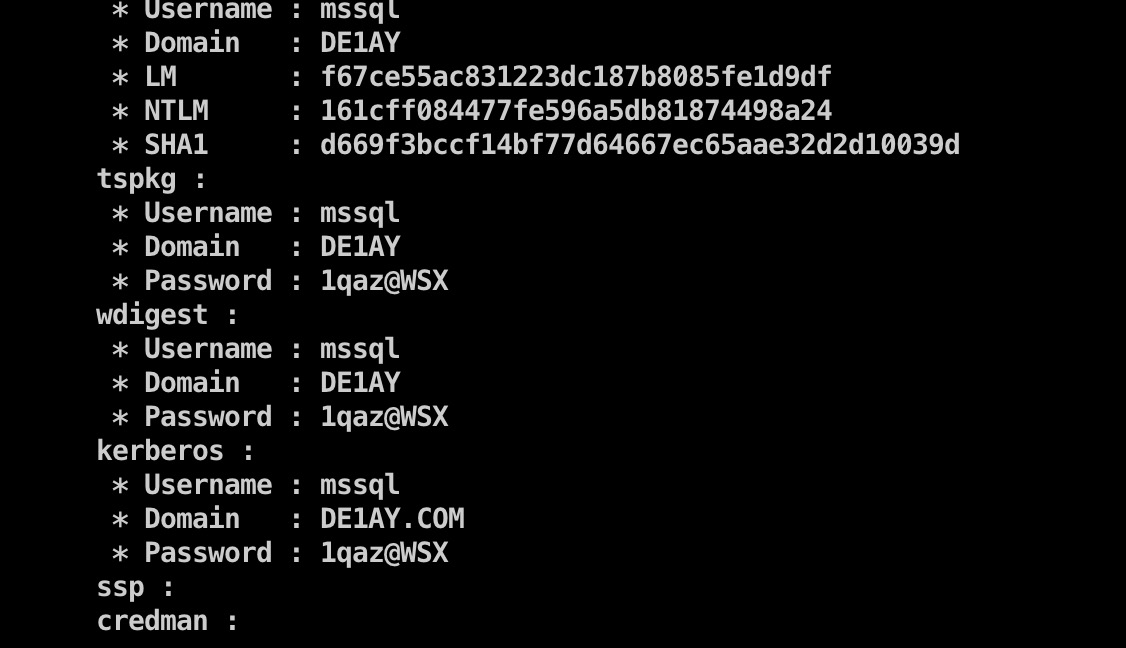 * Username : mssql
* Domain   : DE1AY
* LM       : f67ce55ac831223dc187b8085fe1d9df
* NTLM     : 161cff084477fe596a5db81874498a24
* SHA1     : d669f3bccf14bf77d64667ec65aae32d2d10039d
tspkg :
* Username : mssql
* Domain   : DE1AY
* Password : 1qaz@WSX
wdigest :
* Username : mssql
* Domain   : DE1AY
* Password : 1qaz@WSX
kerberos :
* Username : mssql
* Domain   : DE1AY.COM
* Password : 1qaz@WSX
ssp :
credman :